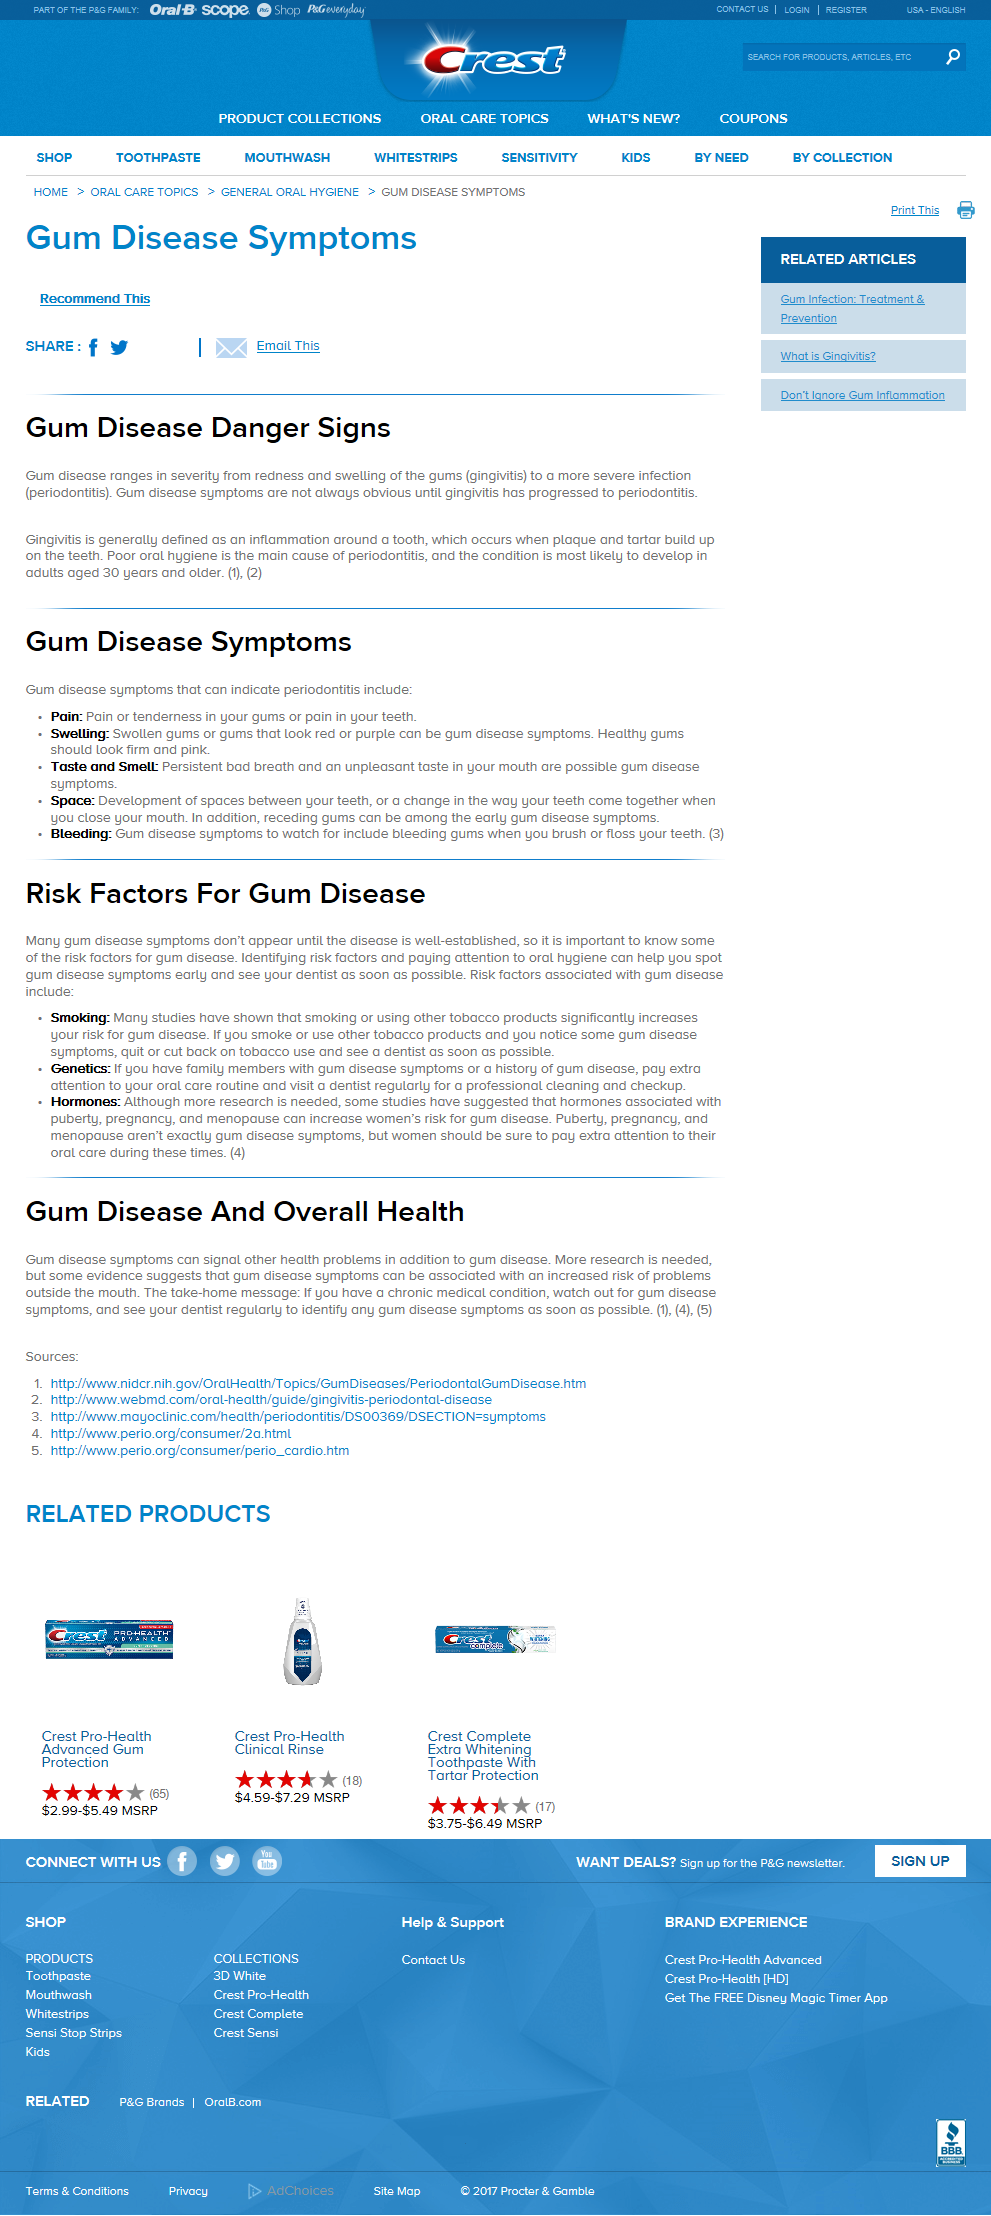 PART OF THE P&G FAMILY: Oral-B scope. P&G Shop P&G everyday
CONTACT US | LOGIN | REGISTER USA - ENGLISH
Crest
SEARCH FOR PRODUCTS, ARTICLES, ETC
PRODUCT COLLECTIONS ORAL CARE TOPICS WHAT'S NEW? COUPONS
SHOP TOOTHPASTE MOUTHWASH WHITESTRIPS SENSITIVITY KIDS BY NEED BY COLLECTION
HOME > ORAL CARE TOPICS > GENERAL ORAL HYGIENE > GUM DISEASE SYMPTOMS
Print This
Gum Disease Symptoms
RELATED ARTICLES
Gum Infection: Treatment &
Prevention
What is Gingivitis?
Don't Ignore Gum Inflammation
Recommend This
SHARE : | Email This
Gum Disease Danger Signs
Gum disease ranges in severity from redness and swelling of the gums (gingivitis) to a more severe infection
(periodontitis). Gum disease symptoms are not always obvious until gingivitis has progressed to periodontitis.
Gingivitis is generally defined as an inflammation around a tooth, which occurs when plaque and tartar build up
on the teeth. Poor oral hygiene is the main cause of periodontitis, and the condition is most likely to develop in
adults aged 30 years and older. (1), (2)
Gum Disease Symptoms
Gum disease symptoms that can indicate periodontitis include:
• Pain: Pain or tenderness in your gums or pain in your teeth.
• Swelling: Swollen gums or gums that look red or purple can be gum disease symptoms. Healthy gums
should look firm and pink.
• Taste and Smell: Persistent bad breath and an unpleasant taste in your mouth are possible gum disease
symptoms.
• Space: Development of spaces between your teeth, or a change in the way your teeth come together when
you close your mouth. In addition, receding gums can be among the early gum disease symptoms.
• Bleeding: Gum disease symptoms to watch for include bleeding gums when you brush or floss your teeth. (3)
Risk Factors For Gum Disease
Many gum disease symptoms don't appear until the disease is well-established, so it is important to know some
of the risk factors for gum disease. Identifying risk factors and paying attention to oral hygiene can help you spot
gum disease symptoms early and see your dentist as soon as possible. Risk factors associated with gum disease
include:
• Smoking: Many studies have shown that smoking or using other tobacco products significantly increases
your risk for gum disease. If you smoke or use other tobacco products and you notice some gum disease
symptoms, quit or cut back on tobacco use and see a dentist as soon as possible.
• Genetics: If you have family members with gum disease symptoms or a history of gum disease, pay extra
attention to your oral care routine and visit a dentist regularly for a professional cleaning and checkup.
• Hormones: Although more research is needed, some studies have suggested that hormones associated with
puberty, pregnancy, and menopause can increase women's risk for gum disease. Puberty, pregnancy, and
menopause aren't exactly gum disease symptoms, but women should be sure to pay extra attention to their
oral care during these times. (4)
Gum Disease And Overall Health
Gum disease symptoms can signal other health problems in addition to gum disease. More research is needed,
but some evidence suggests that gum disease symptoms can be associated with an increased risk of problems
outside the mouth. The take-home message: If you have a chronic medical condition, watch out for gum disease
symptoms, and see your dentist regularly to identify any gum disease symptoms as soon as possible. (1), (4), (5)
Sources:
1. http://www.nidcr.nih.gov/OralHealth/Topics/GumDiseases/PeriodontalGumDisease.htm
2. http://www.webmd.com/oral-health/guide/gingivitis-periodontal-disease
3. http://www.mayoclinic.com/health/periodontitis/DS00369/DSECTION=symptoms
4. http://www.perio.org/consumer/2a.html
5. http://www.perio.org/consumer/perio_cardio.htm
RELATED PRODUCTS
Crest PRO-HEALTH
ADVANCED
Crest complete
WHITENING
Crest Pro-Health
Advanced Gum
Protection
(65)
$2.99-$5.49 MSRP
Crest Pro-Health
Clinical Rinse
(18)
$4.59-$7.29 MSRP
Crest Complete
Extra Whitening
Toothpaste With
Tartar Protection
(17)
$3.75-$6.49 MSRP
CONNECT WITH US You Tube
WANT DEALS? Sign up for the P&G newsletter. SIGN UP
SHOP
PRODUCTS
Toothpaste
Mouthwash
Whitestrips
Sensi Stop Strips
Kids
COLLECTIONS
3D White
Crest Pro-Health
Crest Complete
Crest Sensi
Help & Support
Contact Us
BRAND EXPERIENCE
Crest Pro-Health Advanced
Crest Pro-Health [HD]
Get The FREE Disney Magic Timer App
RELATED P&G Brands | OralB.com
BBB
ACCREDITED
BUSINESS
Terms & Conditions Privacy AdChoices Site Map © 2017 Procter & Gamble